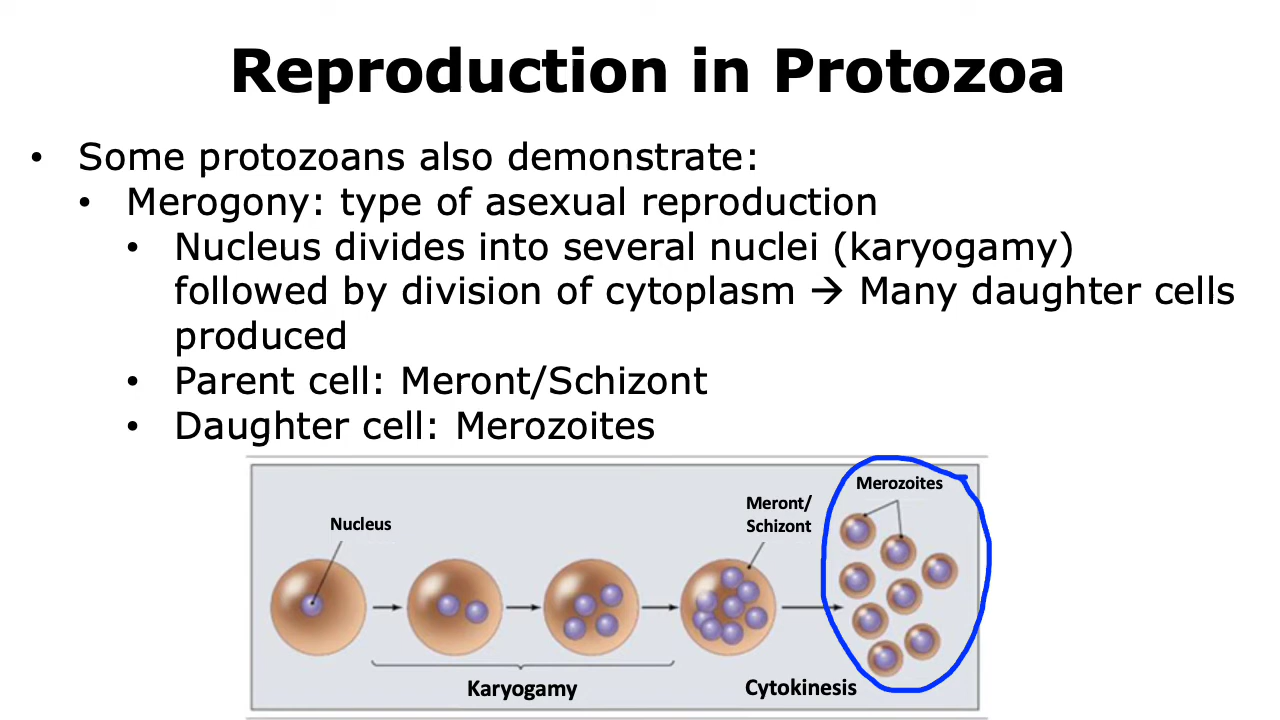 Reproduction in Protozoa
• Some protozoans also demonstrate:
• Merogony: type of asexual reproduction
• Nucleus divides into several nuclei (karyogamy)
followed by division of cytoplasm → Many daughter cells
produced
• Parent cell: Meront/Schizont
• Daughter cell: Merozoites
Nucleus
Meront/
Schizont
Merozoites
Karyogamy
Cytokinesis